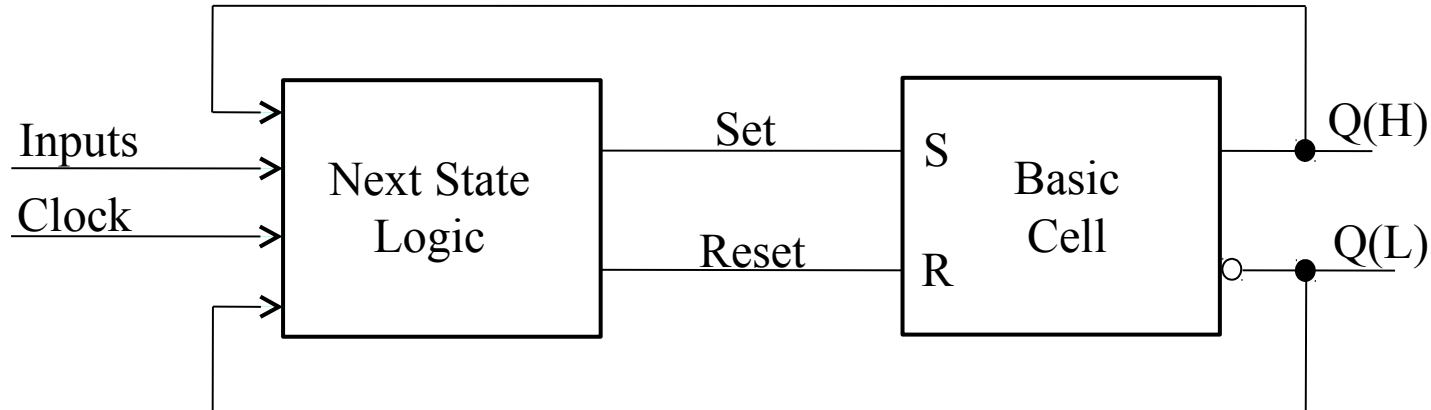 Inputs
Clock
Next State
Logic
Set
Reset
S
R
Basic
Cell
Q(H)
Q(L)